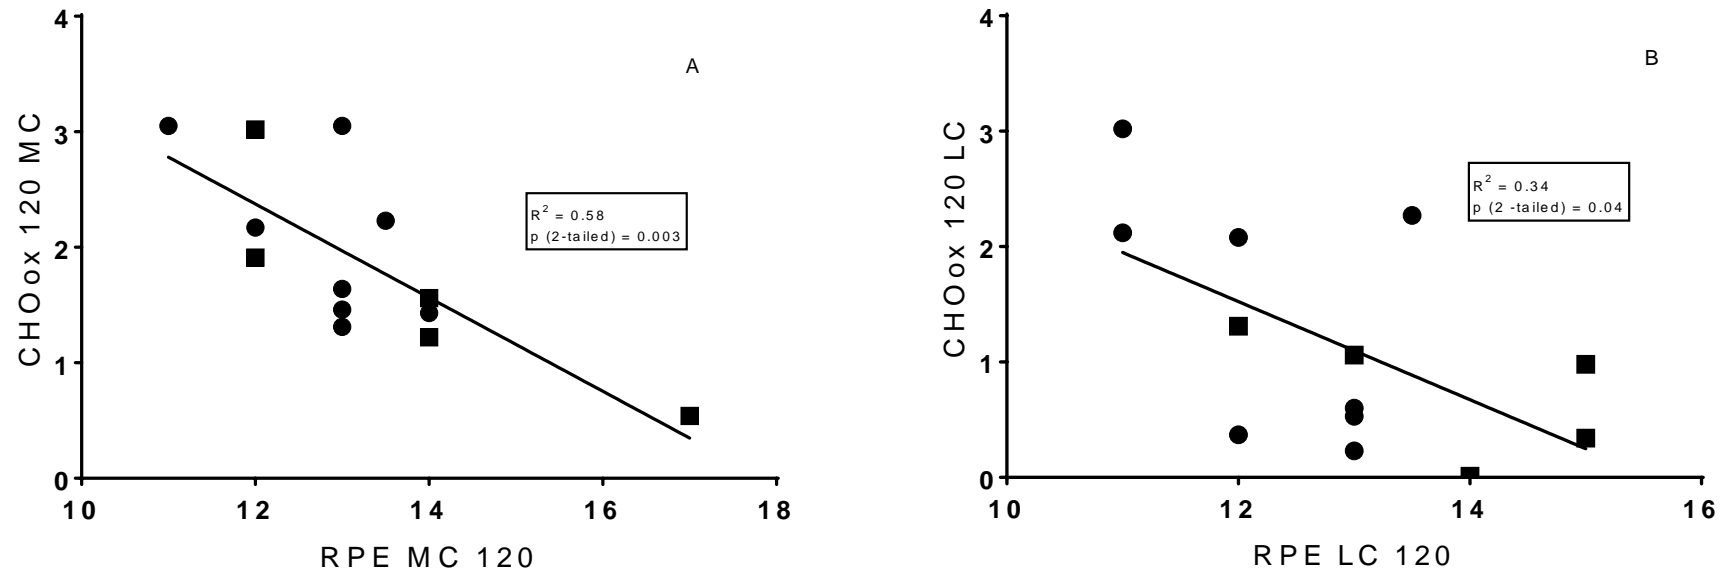 A
CHOox 120 MC
4
3
2
1
0
R2 = 0.58
p (2-tailed) = 0.003
10 12 14 16 18
RPE MC 120
B
CHOox 120 LC
4
3
2
1
0
R2 = 0.34
p (2 -tailed) = 0.04
10 12 14 16
RPE LC 120